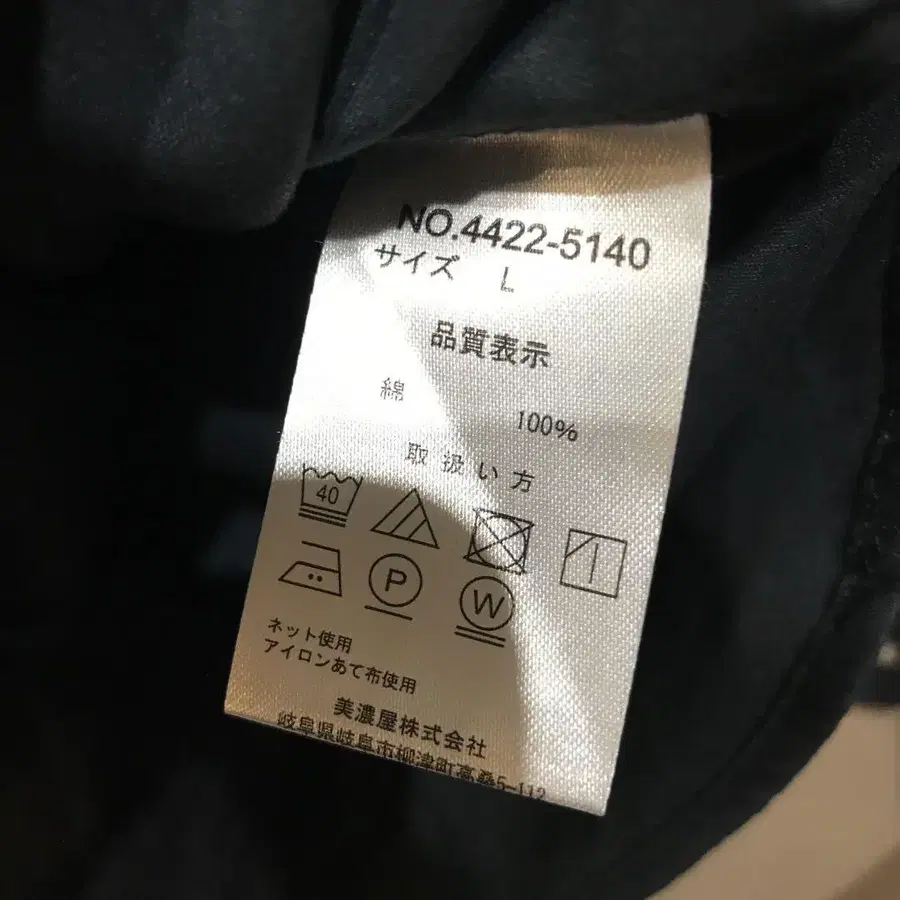 NO.4422-5140
サイズ L
品質表示
綿 100%
取扱い方
40
P
W
ネット使用
アイロンあて布使用
美濃屋株式会社
岐阜県岐阜市柳津町高桑5-112